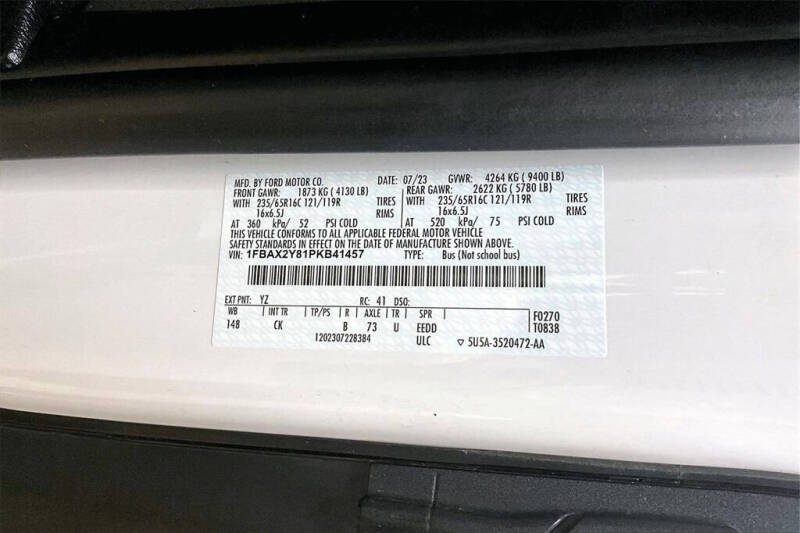 MFD. BY FORD MOTOR CO. DATE: 07/23 GVWR: 4264 KG ( 9400 LB)
FRONT GAWR: 1873 KG ( 4130 LB) REAR GAWR: 2622 KG ( 5780 LB)
WITH 235/65R16C 121/119R TIRES WITH 235/65R16C 121/119R TIRES
16x6.5J RIMS 16x6.5J RIMS
AT 360 kPa/ 52 PSI COLD AT 520 kPa/ 75 PSI COLD
THIS VEHICLE CONFORMS TO ALL APPLICABLE FEDERAL MOTOR VEHICLE
SAFETY STANDARDS IN EFFECT ON THE DATE OF MANUFACTURE SHOWN ABOVE.
VIN: 1FBAX2Y81PKB41457 TYPE: Bus (Not school bus)
EXT PNT: YZ RC: 41 DSO:
WB INT TR TP/PS R AXLE TR SPR F0270
148 CK B 73 U EEDD T0838
1202307228384 ULC ▽ 5U5A-3520472-AA